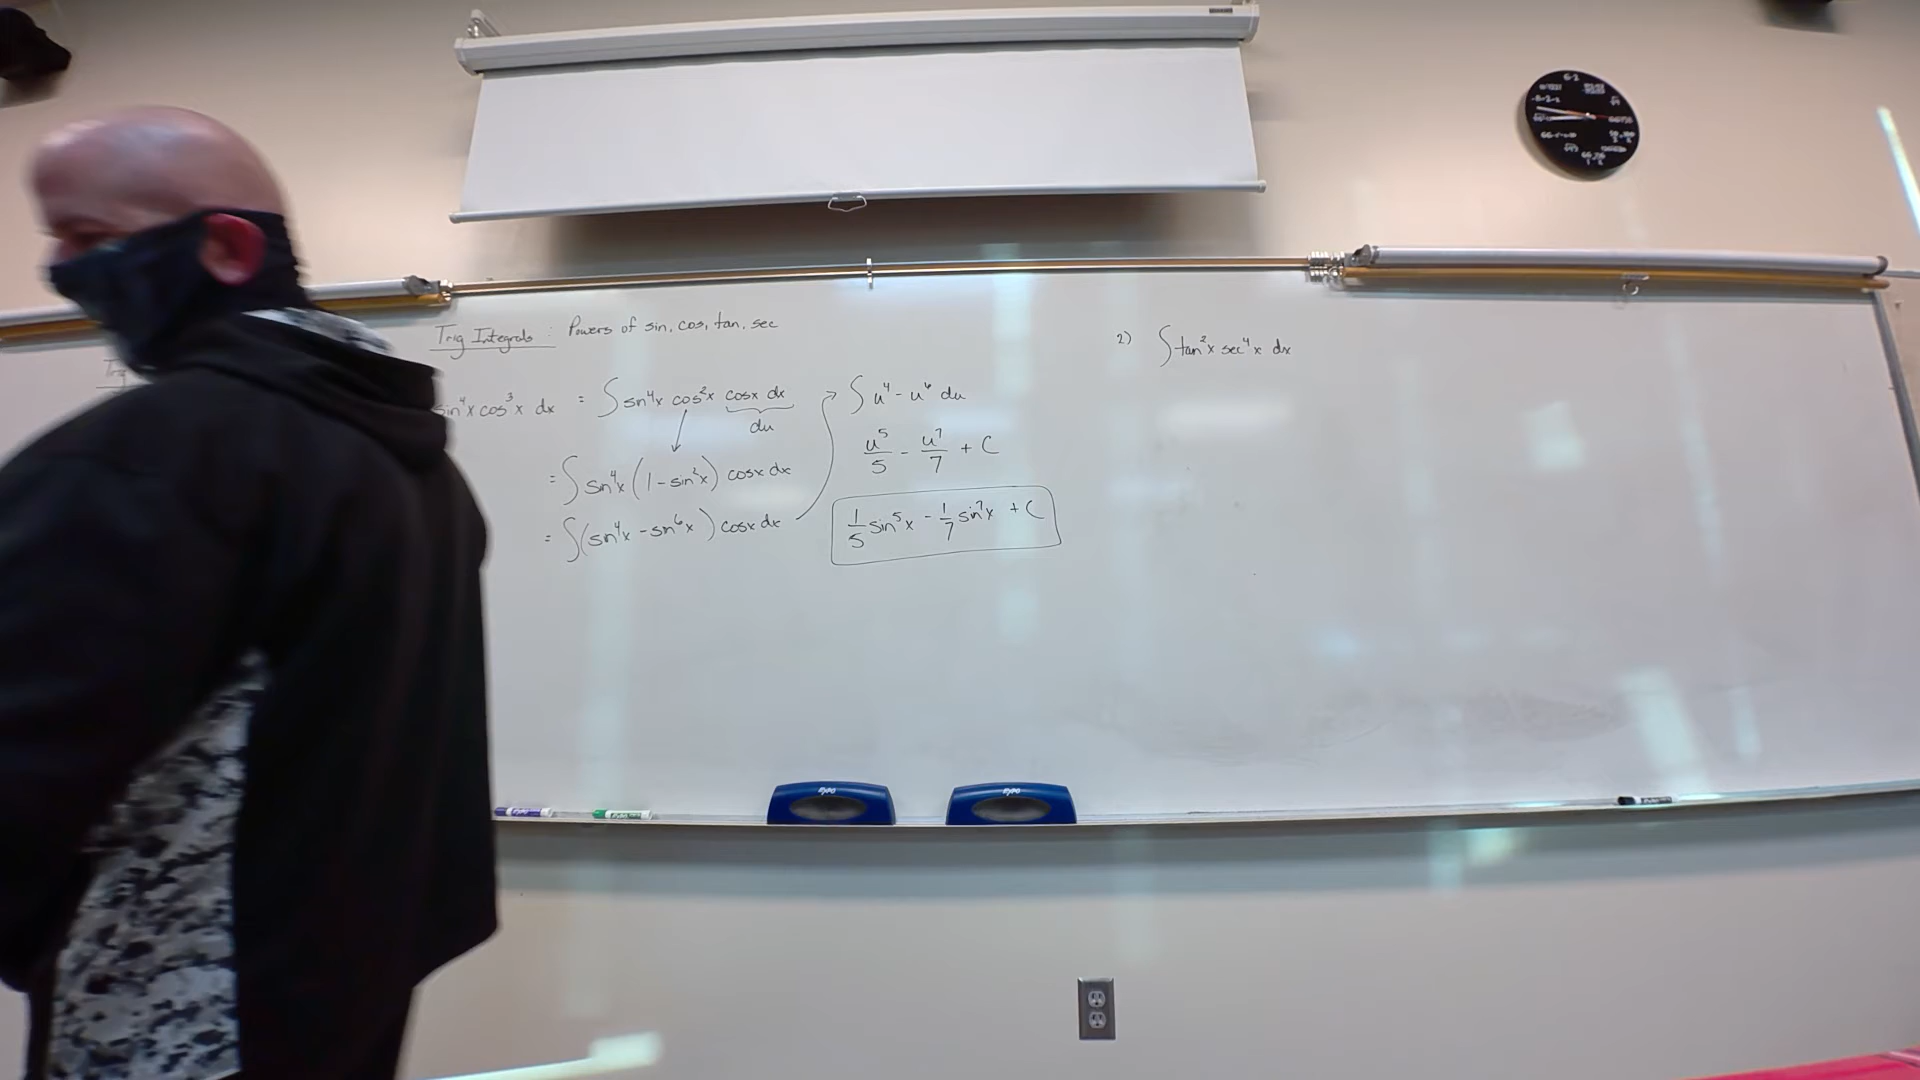 Trig Integrals : Powers of sin, cos, tan, sec
sin⁴x cos³x dx = ∫ sin⁴x cos²x cosx dx
du
= ∫ sin⁴x (1 - sin²x) cosx dx
= ∫ (sin⁴x - sin⁶x) cosx dx
→ ∫ u⁴ - u⁶ du
u⁵/5 - u⁷/7 + C
1/5 sin⁵x - 1/7 sin⁷x + C
2) ∫ tan²x sec⁴x dx
EXPO
EXPO